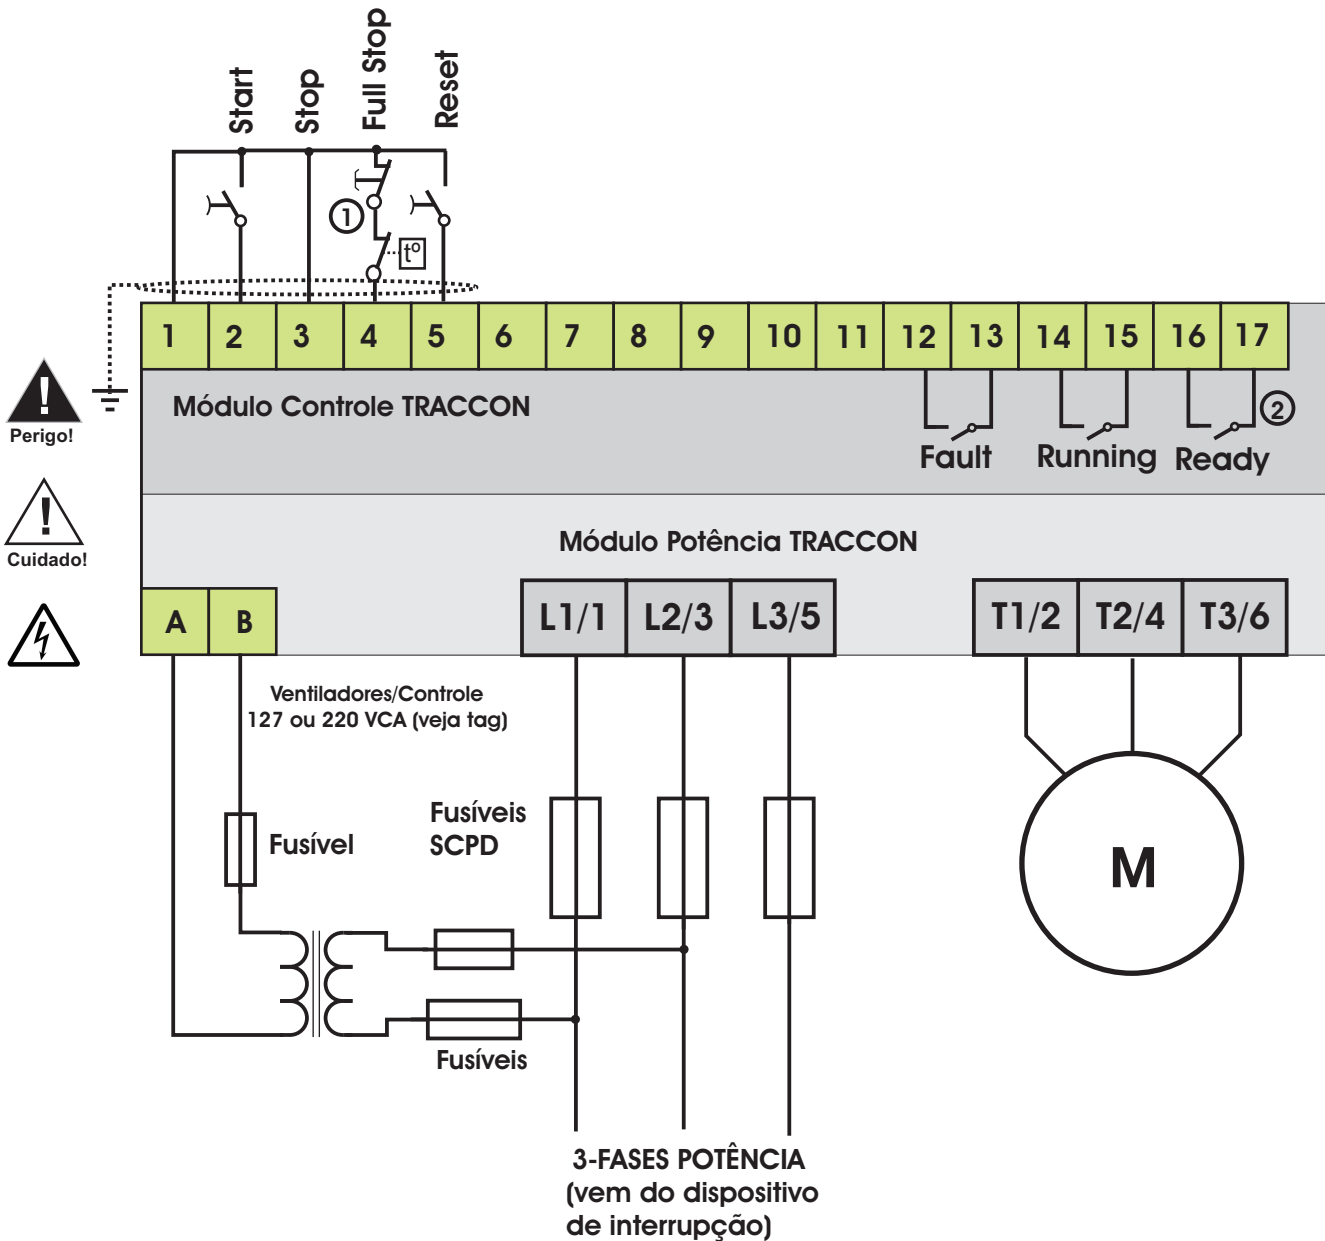 Start
Stop
Full Stop
Reset
1
tº
1 2 3 4 5 6 7 8 9 10 11 12 13 14 15 16 17
Módulo Controle TRACCON
2
Fault
Running
Ready
!
Perigo!
!
Cuidado!
Módulo Potência TRACCON
A B
L1/1 L2/3 L3/5
T1/2 T2/4 T3/6
Ventiladores/Controle
127 ou 220 VCA (veja tag)
Fusível
Fusíveis
SCPD
M
Fusíveis
3-FASES POTÊNCIA
(vem do dispositivo
de interrupção)